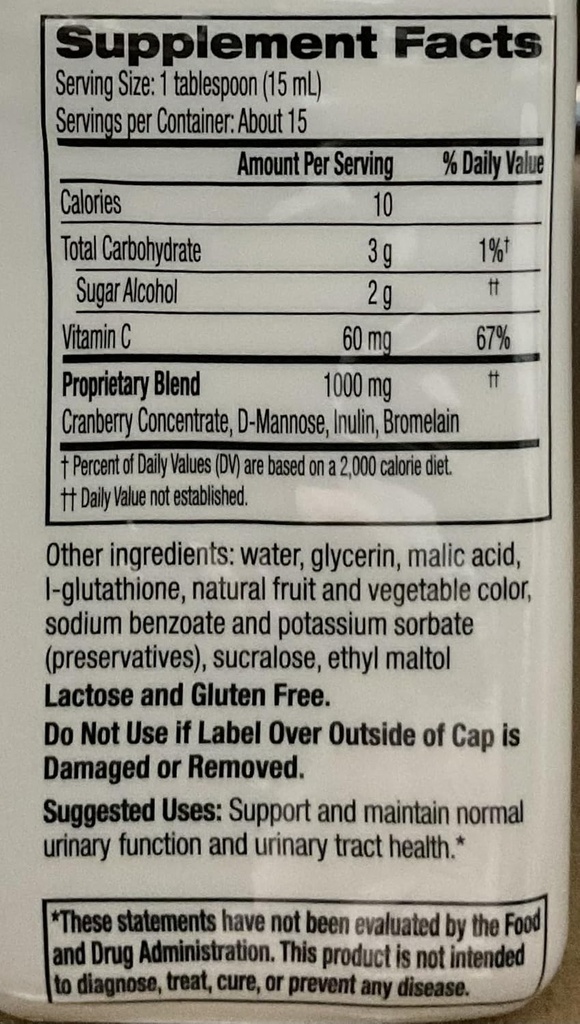 Supplement Facts
Serving Size: 1 tablespoon (15 mL)
Servings per Container: About 15
Amount Per Serving % Daily Value
Calories 10
Total Carbohydrate 3 g 1%†
Sugar Alcohol 2 g ††
Vitamin C 60 mg 67%
Proprietary Blend 1000 mg ††
Cranberry Concentrate, D-Mannose, Inulin, Bromelain
† Percent of Daily Values (DV) are based on a 2,000 calorie diet.
†† Daily Value not established.
Other ingredients: water, glycerin, malic acid,
l-glutathione, natural fruit and vegetable color,
sodium benzoate and potassium sorbate
(preservatives), sucralose, ethyl maltol
Lactose and Gluten Free.
Do Not Use if Label Over Outside of Cap is
Damaged or Removed.
Suggested Uses: Support and maintain normal
urinary function and urinary tract health.*
*These statements have not been evaluated by the Food
and Drug Administration. This product is not intended
to diagnose, treat, cure, or prevent any disease.